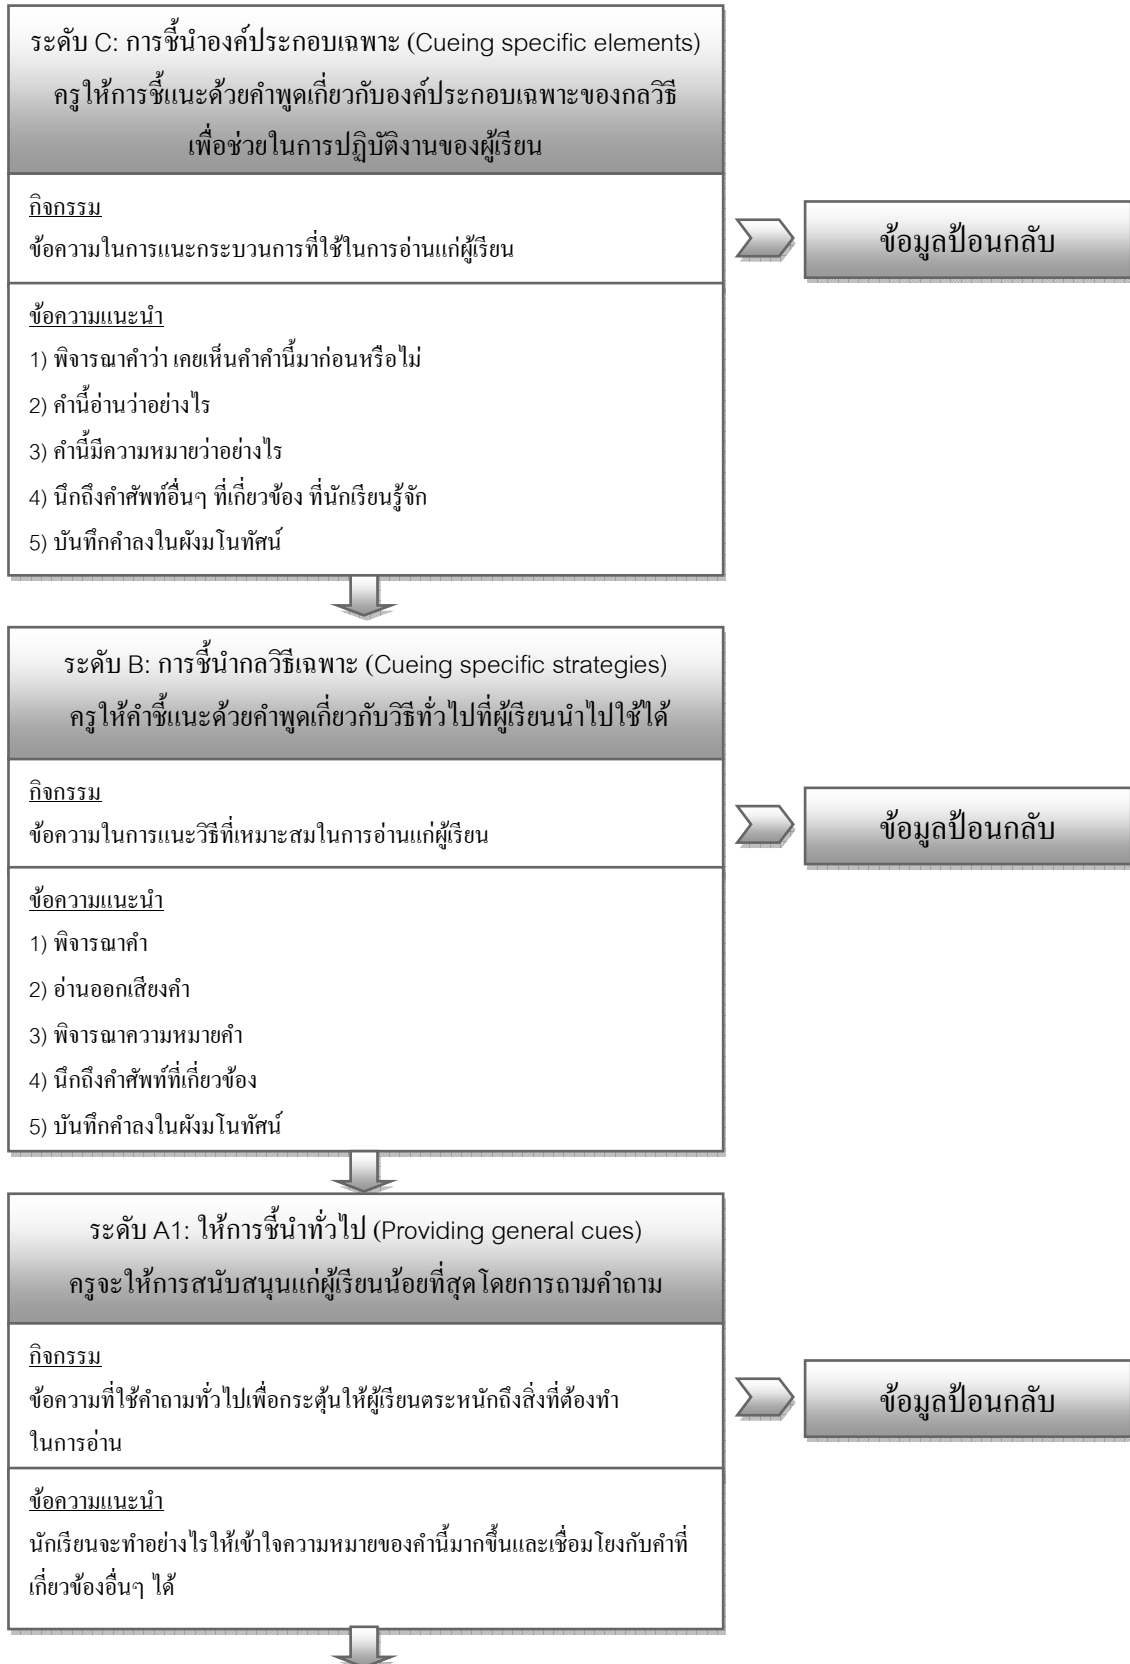 ระดับ C: การชี้นำองค์ประกอบเฉพาะ (Cueing specific elements)
ครูให้การชี้แนะด้วยคำพูดเกี่ยวกับองค์ประกอบเฉพาะของกลวิธี
เพื่อช่วยในการปฏิบัติงานของผู้เรียน
กิจกรรม
ข้อความในการแนะกระบวนการที่ใช้ในการอ่านแก่ผู้เรียน
ข้อมูลป้อนกลับ
ข้อความแนะนำ
1) พิจารณาคำว่า เคยเห็นคำคำนี้มาก่อนหรือไม่
2) คำนี้อ่านว่าอย่างไร
3) คำนี้มีความหมายว่าอย่างไร
4) นึกถึงคำศัพท์อื่นๆ ที่เกี่ยวข้อง ที่นักเรียนรู้จัก
5) บันทึกคำลงในผังมโนทัศน์
ระดับ B: การชี้นำกลวิธีเฉพาะ (Cueing specific strategies)
ครูให้คำชี้แนะด้วยคำพูดเกี่ยวกับวิธีทั่วไปที่ผู้เรียนนำไปใช้ได้
กิจกรรม
ข้อความในการแนะวิธีที่เหมาะสมในการอ่านแก่ผู้เรียน
ข้อมูลป้อนกลับ
ข้อความแนะนำ
1) พิจารณาคำ
2) อ่านออกเสียงคำ
3) พิจารณาความหมายคำ
4) นึกถึงคำศัพท์ที่เกี่ยวข้อง
5) บันทึกคำลงในผังมโนทัศน์
ระดับ A1: ให้การชี้นำทั่วไป (Providing general cues)
ครูจะให้การสนับสนุนแก่ผู้เรียนน้อยที่สุดโดยการถามคำถาม
กิจกรรม
ข้อความที่ใช้คำถามทั่วไปเพื่อกระตุ้นให้ผู้เรียนตระหนักถึงสิ่งที่ต้องทำ
ในการอ่าน
ข้อมูลป้อนกลับ
ข้อความแนะนำ
นักเรียนจะทำอย่างไรให้เข้าใจความหมายของคำนี้มากขึ้นและเชื่อมโยงกับคำที่
เกี่ยวข้องอื่นๆ ได้